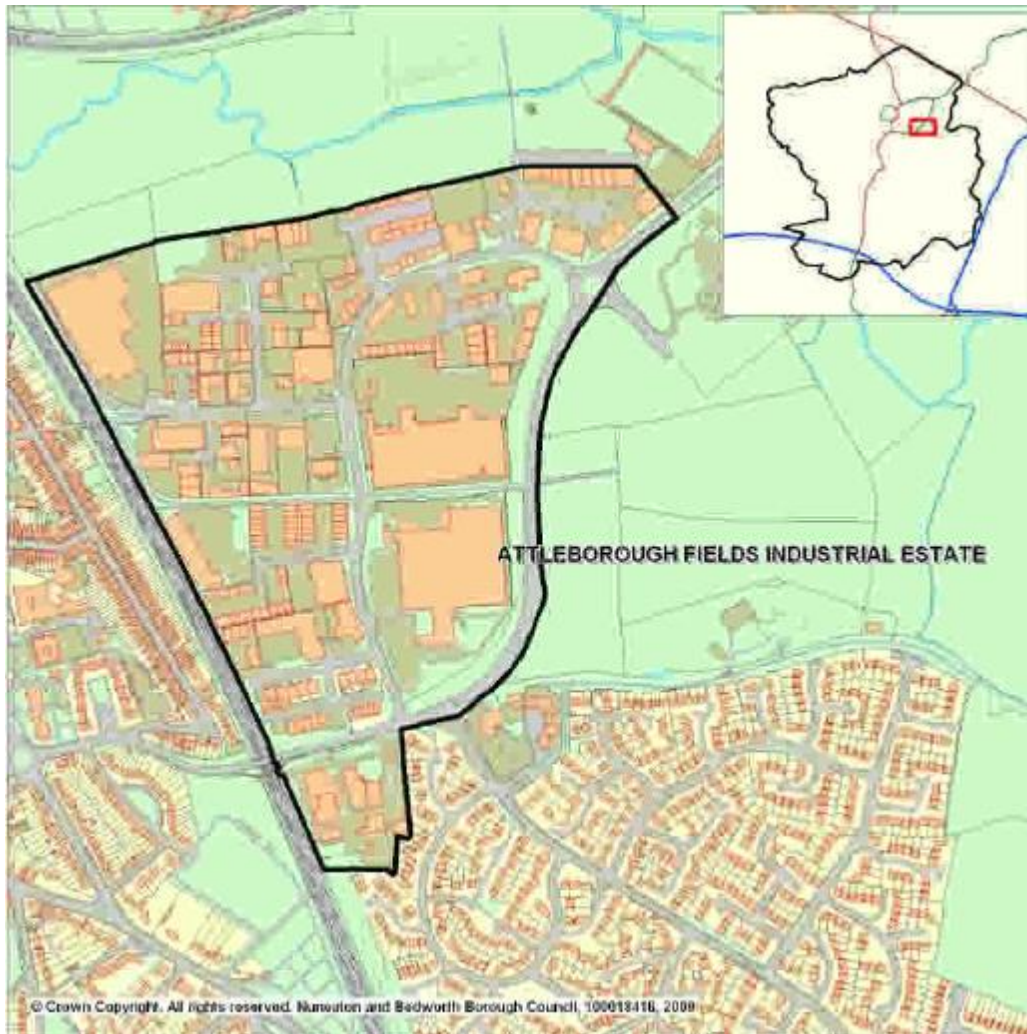 ATTLEBOROUGH FIELDS INDUSTRIAL ESTATE
© Crown Copyright. All rights reserved. Nuneaton and Bedworth Borough Council, 100018416, 2009